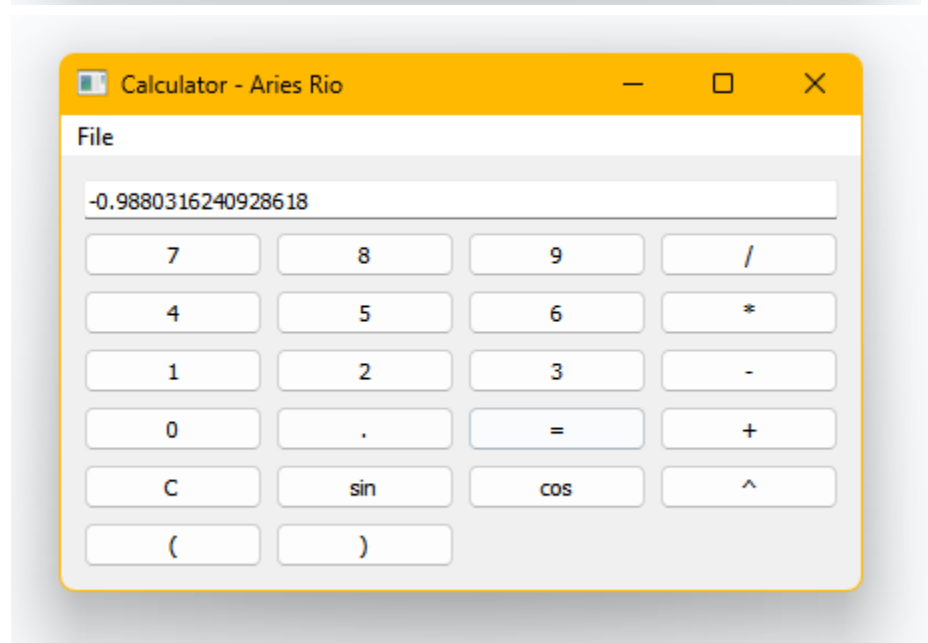 Calculator - Aries Rio
File
-0.9880316240928618
7 8 9 /
4 5 6 *
1 2 3 -
0 . = +
C sin cos ^
( )